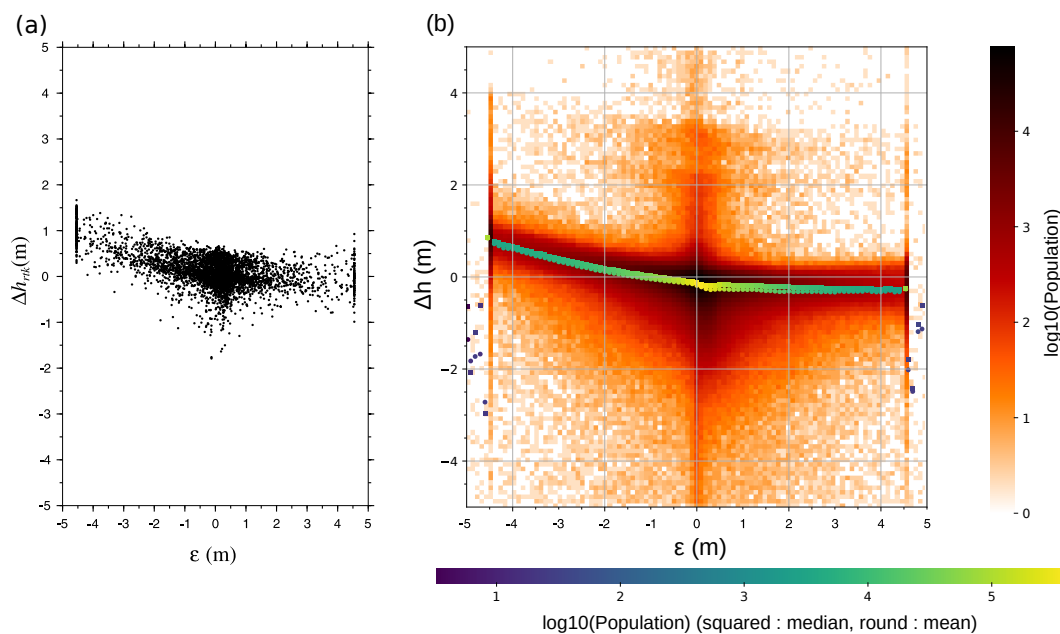 (a)
5
4
3
2
1
0
-1
-2
-3
-4
-5
Δh_rtk(m)
-5 -4 -3 -2 -1 0 1 2 3 4 5
ε (m)
(b)
4
2
0
−2
−4
Δh (m)
-5 -4 -3 -2 -1 0 1 2 3 4 5
ε (m)
4
3
2
1
0
log10(Population)
1 2 3 4 5
log10(Population) (squared : median, round : mean)